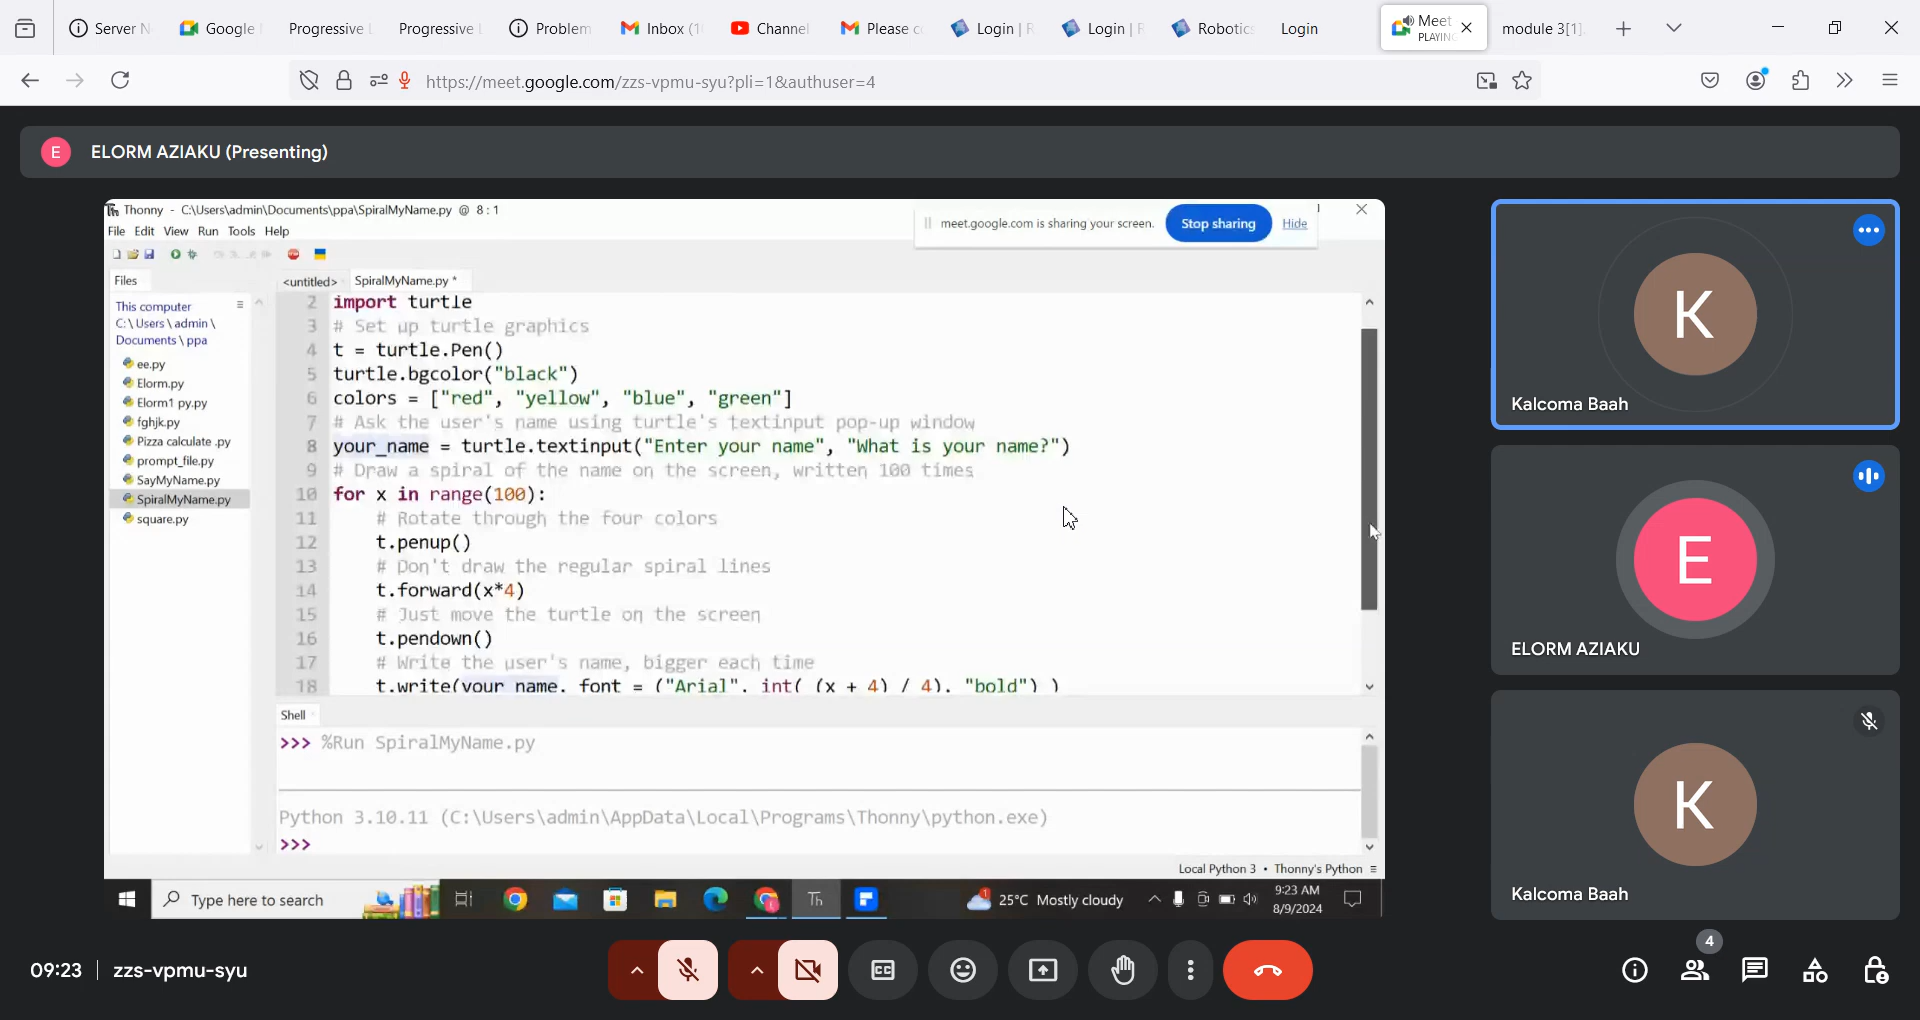 Server N
Google
Progressive
Progressive
Problem
Inbox (1
Channel
Please c
Login | R
Login | R
Robotics
Login
Meet
PLAYING
module 3[1].
https://meet.google.com/zzs-vpmu-syu?pli=1&authuser=4
E ELORM AZIAKU (Presenting)
Th Thonny - C:\Users\admin\Documents\ppa\SpiralMyName.py @ 8 : 1
File Edit View Run Tools Help
meet.google.com is sharing your screen. Stop sharing Hide
Files
<untitled> SpiralMyName.py *
This computer
C: \ Users \ admin \
Documents \ ppa
ee.py
Elorm.py
Elorm1 py.py
fghjk.py
Pizza calculate .py
prompt_file.py
SayMyName.py
SpiralMyName.py
square.py
2 import turtle
3 # Set up turtle graphics
4 t = turtle.Pen()
5 turtle.bgcolor("black")
6 colors = ["red", "yellow", "blue", "green"]
7 # Ask the user's name using turtle's textinput pop-up window
8 your_name = turtle.textinput("Enter your name", "What is your name?")
9 # Draw a spiral of the name on the screen, written 100 times
10 for x in range(100):
11 # Rotate through the four colors
12 t.penup()
13 # Don't draw the regular spiral lines
14 t.forward(x*4)
15 # Just move the turtle on the screen
16 t.pendown()
17 # Write the user's name, bigger each time
18 t.write(your_name, font = ("Arial", int( (x + 4) / 4), "bold") )
Shell
>>> %Run SpiralMyName.py
Python 3.10.11 (C:\Users\admin\AppData\Local\Programs\Thonny\python.exe)
>>>
Local Python 3 • Thonny's Python
Type here to search
Th
1
25°C Mostly cloudy
9:23 AM
8/9/2024
K
Kalcoma Baah
E
ELORM AZIAKU
K
Kalcoma Baah
09:23 | zzs-vpmu-syu
CC
4